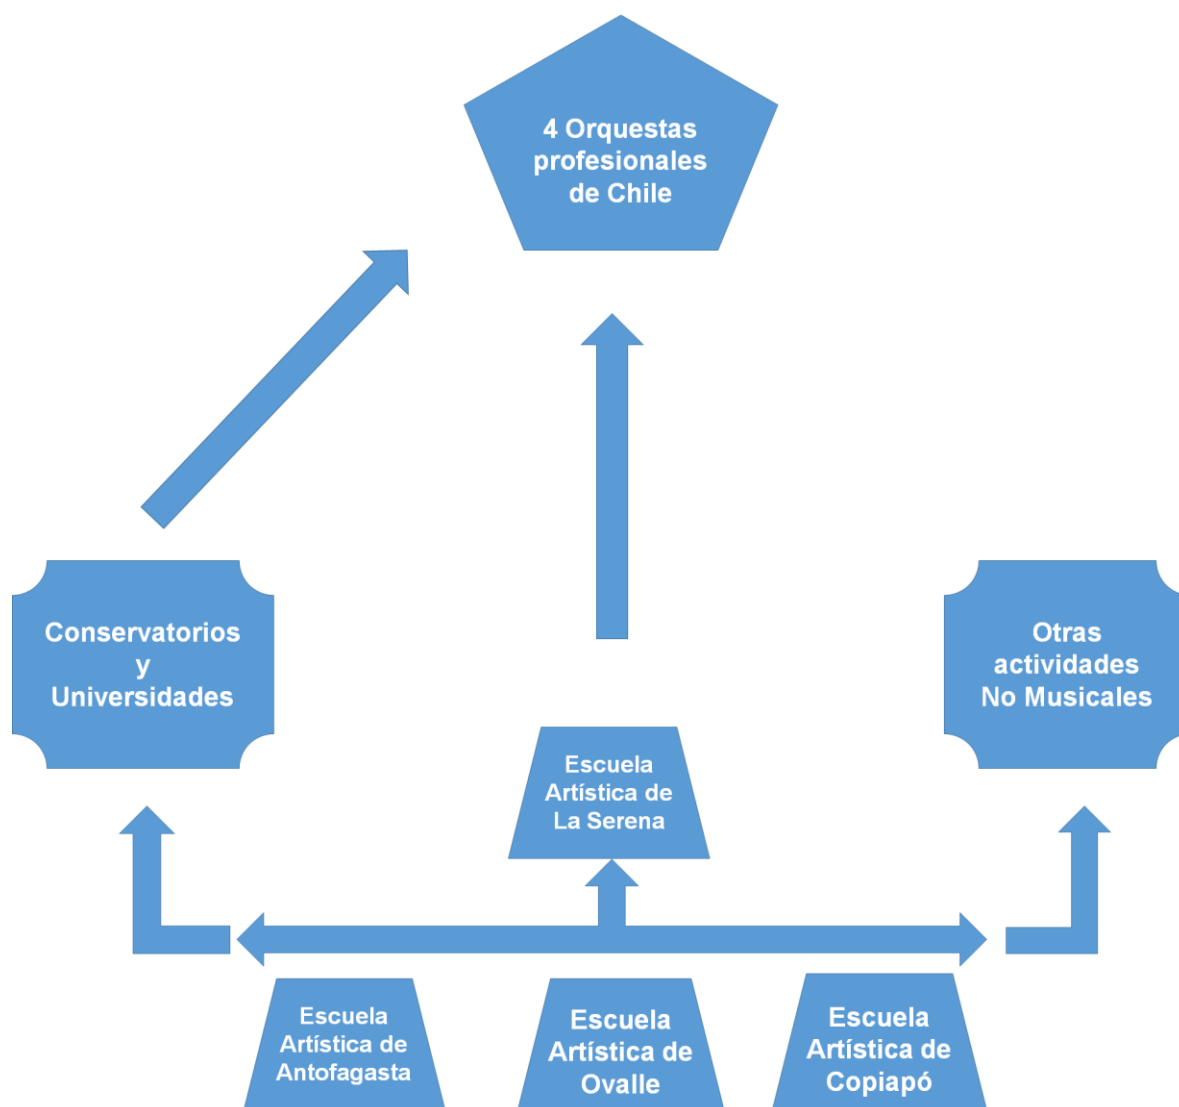 4 Orquestas
profesionales
de Chile
Conservatorios
y
Universidades
Otras
actividades
No Musicales
Escuela
Artística de
La Serena
Escuela
Artística de
Antofagasta
Escuela
Artística de
Ovalle
Escuela
Artística de
Copiapó